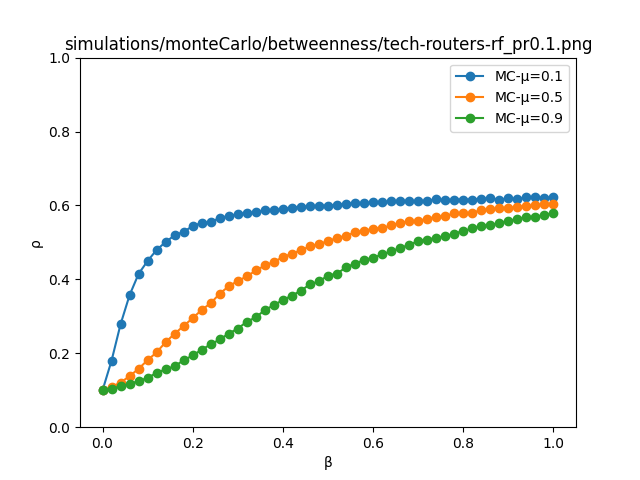 simulations/monteCarlo/betweenness/tech-routers-rf_pr0.1.png
1.0
0.8
0.6
0.4
0.2
0.0
ρ
MC-μ=0.1
MC-μ=0.5
MC-μ=0.9
0.0 0.2 0.4 0.6 0.8 1.0
β